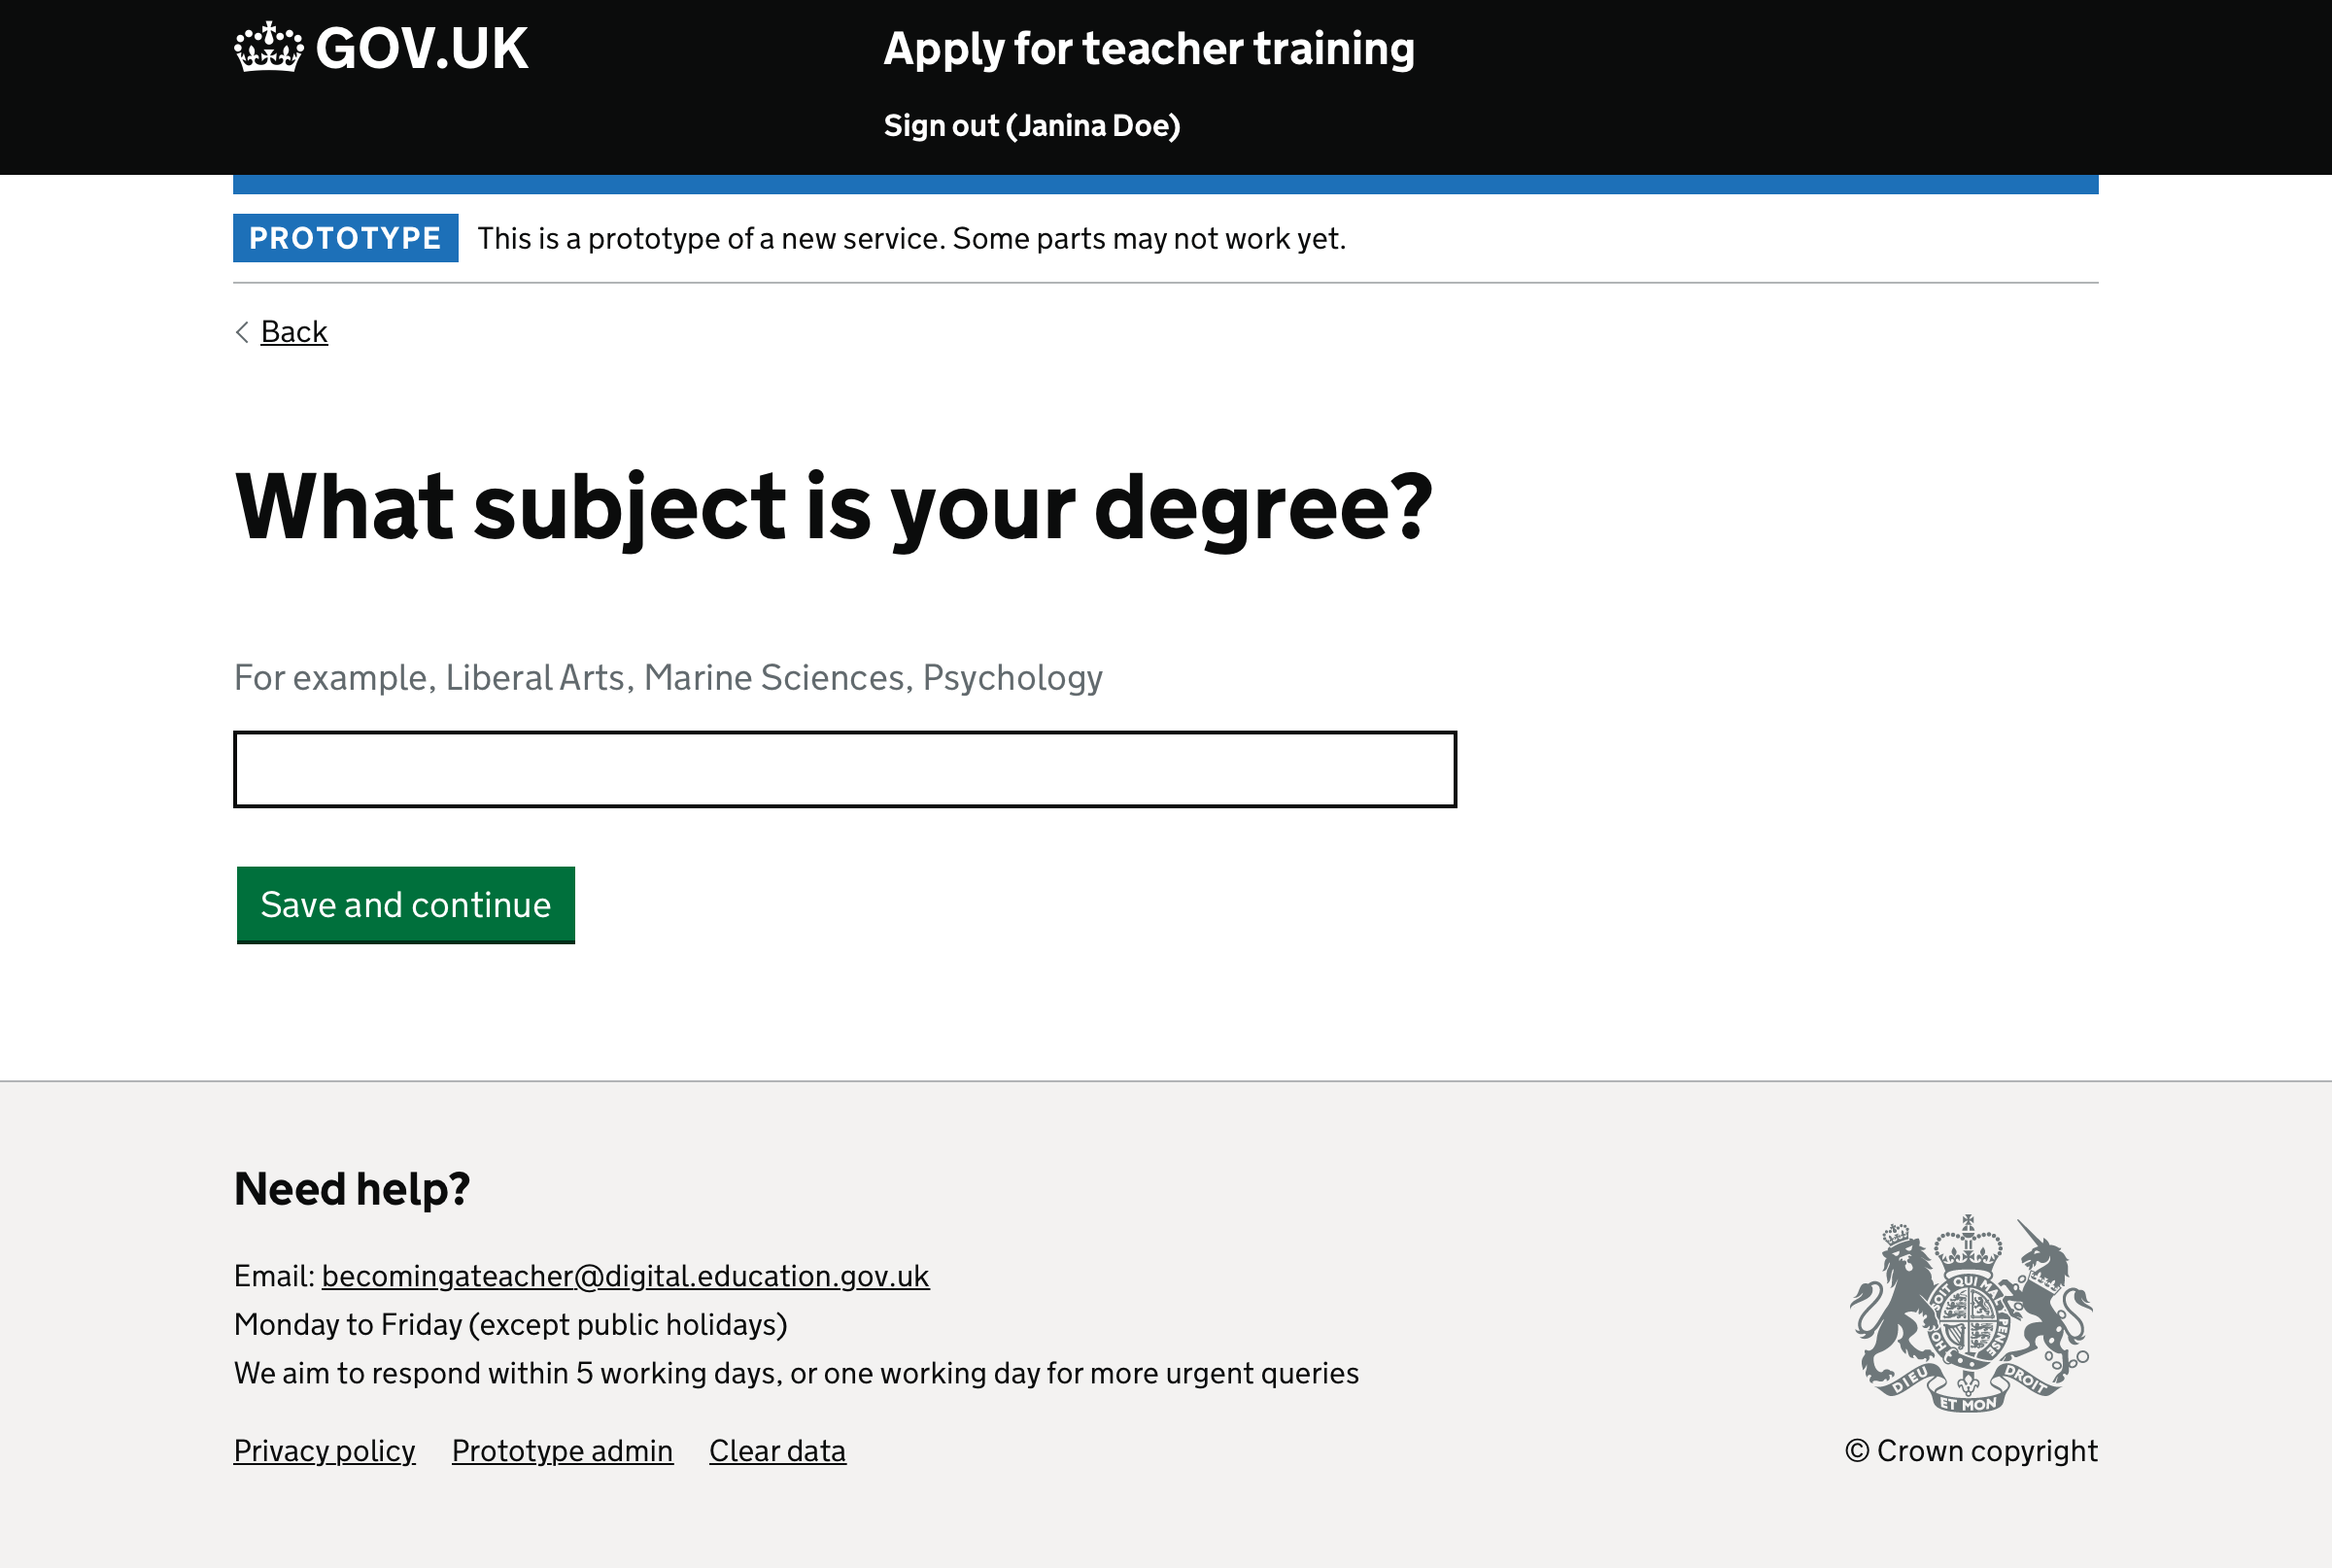 GOV.UK
Apply for teacher training
Sign out (Janina Doe)
PROTOTYPE This is a prototype of a new service. Some parts may not work yet.
Back
What subject is your degree?
For example, Liberal Arts, Marine Sciences, Psychology
Save and continue
Need help?
Email: becomingateacher@digital.education.gov.uk
Monday to Friday (except public holidays)
We aim to respond within 5 working days, or one working day for more urgent queries
SOIT QUI MAL PENSE
DIEU ET MON DROIT
Privacy policy Prototype admin Clear data
© Crown copyright